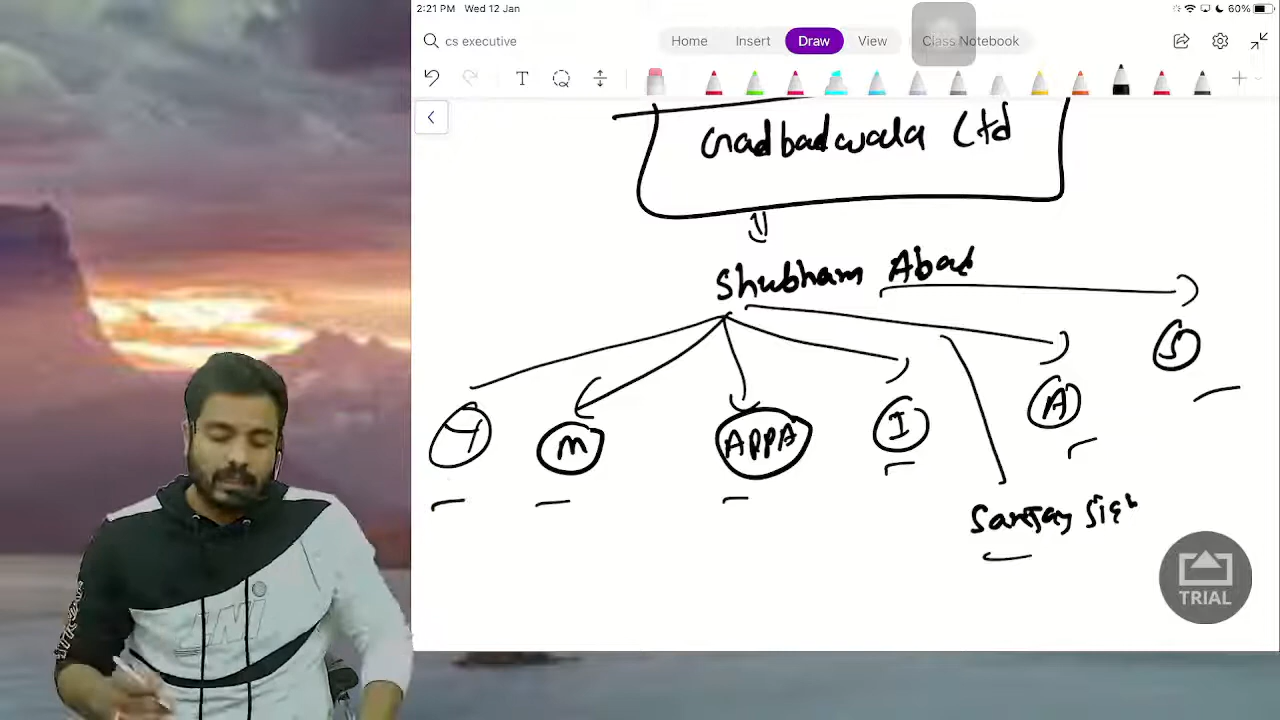 2:21 PM Wed 12 Jan
60%
cs executive
Home Insert Draw View Class Notebook
T
Gadbadwala Ltd
Shubham Abad
S
A
Y
M
APPA
I
Sanjay
TRIAL